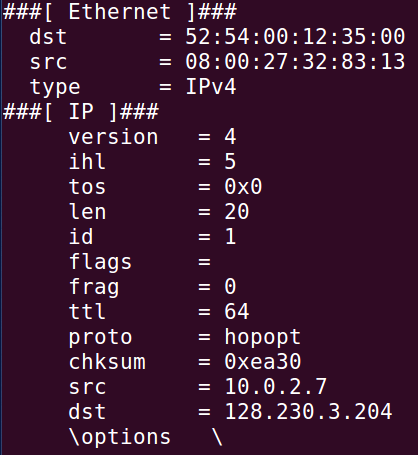 ###[ Ethernet ]###
  dst       = 52:54:00:12:35:00
  src       = 08:00:27:32:83:13
  type      = IPv4
###[ IP ]###
     version   = 4
     ihl       = 5
     tos       = 0x0
     len       = 20
     id        = 1
     flags     =
     frag      = 0
     ttl       = 64
     proto     = hopopt
     chksum    = 0xea30
     src       = 10.0.2.7
     dst       = 128.230.3.204
     \options   \